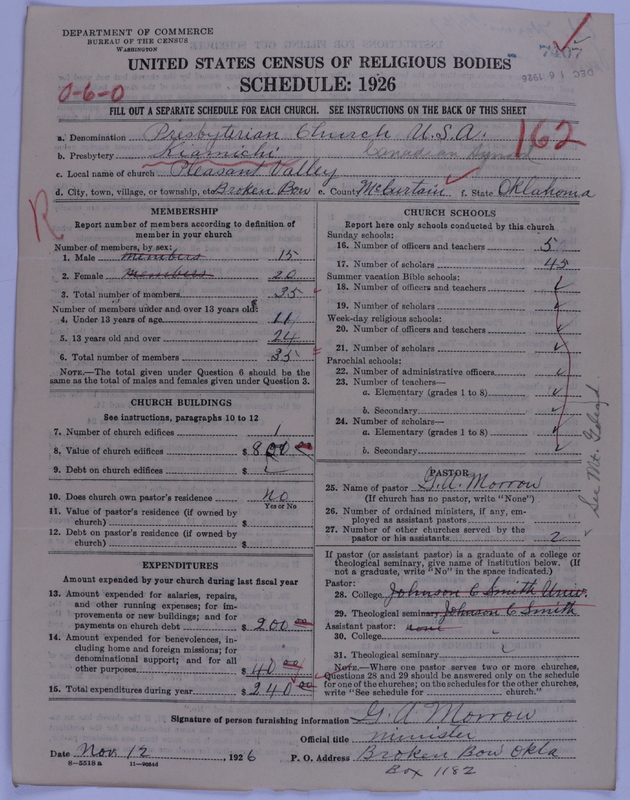 DEPARTMENT OF COMMERCE
BUREAU OF THE CENSUS
WASHINGTON
DEC 16 1926
UNITED STATES CENSUS OF RELIGIOUS BODIES
SCHEDULE: 1926
0-6-0
FILL OUT A SEPARATE SCHEDULE FOR EACH CHURCH. SEE INSTRUCTIONS ON THE BACK OF THIS SHEET
a. Denomination Presbyterian Church U.S.A.
162
b. Presbytery Kiamichi Canadian Synod
c. Local name of church Pleasant Valley
d. City, town, village, or township, etc Broken Bow e. County McCurtain f. State Oklahoma
R
MEMBERSHIP
Report number of members according to definition of
member in your church
Number of members, by sex:
1. Male members 15
2. Female members 20
3. Total number of members 35
Number of members under and over 13 years old:
4. Under 13 years of age 11
5. 13 years old and over 24
6. Total number of members 35
NOTE.—The total given under Question 6 should be
same as the total of males and females given under Question 3.
CHURCH BUILDINGS
See instructions, paragraphs 10 to 12
7. Number of church edifices 1
8. Value of church edifices $ 800 00
9. Debt on church edifices $
10. Does church own pastor's residence No
Yes or No
11. Value of pastor's residence (if owned by
church) $
12. Debt on pastor's residence (if owned by
church) $
EXPENDITURES
Amount expended by your church during last fiscal year
13. Amount expended for salaries, repairs,
and other running expenses; for im-
provements or new buildings; and for
payments on church debt $ 200 00
14. Amount expended for benevolences, in-
cluding home and foreign missions; for
denominational support; and for all
other purposes $ 40 00
15. Total expenditures during year $ 240 00
CHURCH SCHOOLS
Report here only schools conducted by this church
Sunday schools:
16. Number of officers and teachers 5
17. Number of scholars 45
Summer vacation Bible schools:
18. Number of officers and teachers
19. Number of scholars
Week-day religious schools:
20. Number of officers and teachers
21. Number of scholars
Parochial schools:
22. Number of administrative officers
23. Number of teachers—
a. Elementary (grades 1 to 8)
b. Secondary
24. Number of scholars—
a. Elementary (grades 1 to 8)
b. Secondary
PASTOR
25. Name of pastor G. A. Morrow
(If church has no pastor, write "None")
26. Number of ordained ministers, if any, em-
ployed as assistant pastors
27. Number of other churches served by the
pastor or his assistants 2
See Mt. Gilead
If pastor (or assistant pastor) is a graduate of a college or
theological seminary, give name of institution below. (If
not a graduate, write "No" in the space indicated.)
Pastor:
28. College Johnson C Smith Univ.
29. Theological seminary Johnson C Smith
Assistant pastor: none
30. College
31. Theological seminary
NOTE.—Where one pastor serves two or more churches,
Questions 28 and 29 should be answered only on the schedule
for one of the churches; on the schedules for the other churches,
write "See schedule for church."
Signature of person furnishing information G. A Morrow
Official title Minister
Date Nov 12, 1926 P. O. Address Broken Bow Okla
8-5518 a Box 1182